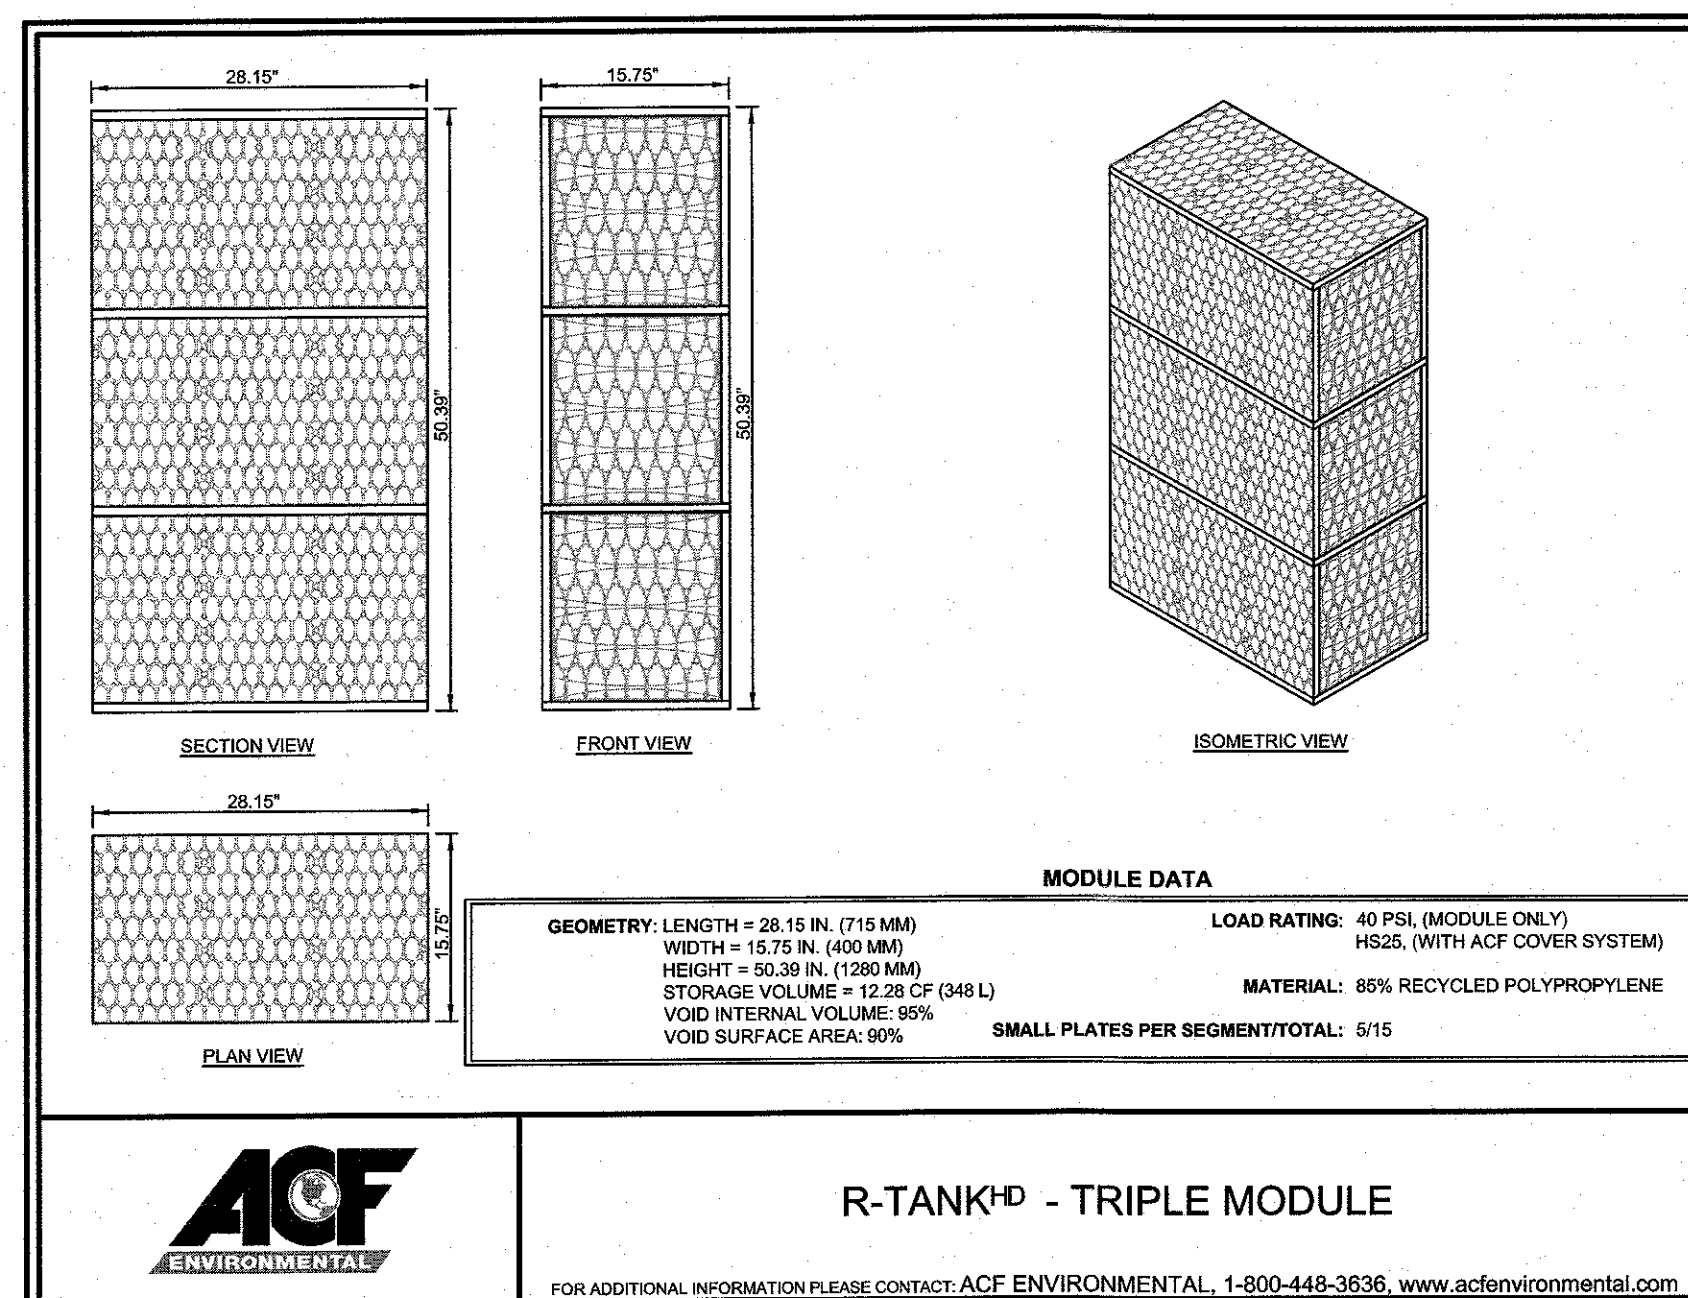 28.15"
15.75"
50.39"
50.39"
SECTION VIEW
FRONT VIEW
ISOMETRIC VIEW
28.15"
15.75"
PLAN VIEW
MODULE DATA
GEOMETRY: LENGTH = 28.15 IN. (715 MM)
WIDTH = 15.75 IN. (400 MM)
HEIGHT = 50.39 IN. (1280 MM)
STORAGE VOLUME = 12.28 CF (348 L)
VOID INTERNAL VOLUME: 95%
VOID SURFACE AREA: 90%
LOAD RATING: 40 PSI, (MODULE ONLY)
HS25, (WITH ACF COVER SYSTEM)
MATERIAL: 85% RECYCLED POLYPROPYLENE
SMALL PLATES PER SEGMENT/TOTAL: 5/15
ACF
ENVIRONMENTAL
R-TANKᴴᴰ - TRIPLE MODULE
FOR ADDITIONAL INFORMATION PLEASE CONTACT: ACF ENVIRONMENTAL, 1-800-448-3636, www.acfenvironmental.com